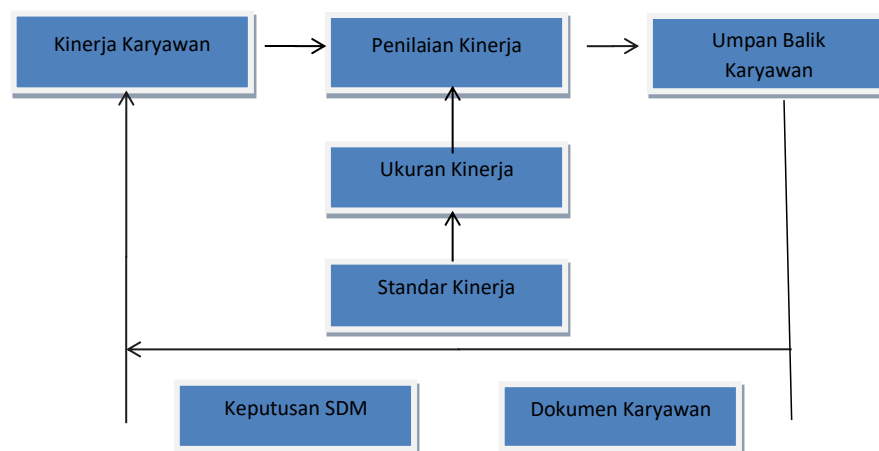 Kinerja Karyawan
Penilaian Kinerja
Umpan Balik
Karyawan
Ukuran Kinerja
Standar Kinerja
Keputusan SDM
Dokumen Karyawan